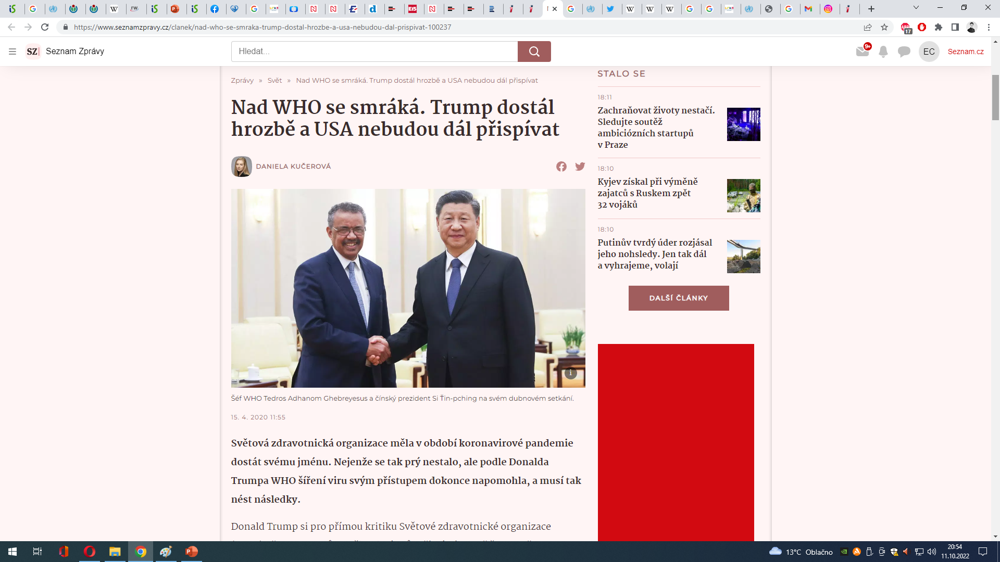 https://www.seznamzpravy.cz/clanek/nad-who-se-smraka-trump-dostal-hrozbe-a-usa-nebudou-dal-prispivat-100237
17
SZ
Seznam Zprávy
Hledat...
9+
EC
Seznam.cz
Zprávy » Svět » Nad WHO se smráká. Trump dostál hrozbě a USA nebudou dál přispívat
Nad WHO se smráká. Trump dostál
hrozbě a USA nebudou dál přispívat
DANIELA KUČEROVÁ
Šéf WHO Tedros Adhanom Ghebreyesus a čínský prezident Si Ťin-pching na svém dubnovém setkání.
15. 4. 2020 11:55
Světová zdravotnická organizace měla v období koronavirové pandemie
dostát svému jménu. Nejenže se tak prý nestalo, ale podle Donalda
Trumpa WHO šíření viru svým přístupem dokonce napomohla, a musí tak
nést následky.
Donald Trump si pro přímou kritiku Světové zdravotnické organizace
STALO SE
18:11
Zachraňovat životy nestačí.
Sledujte soutěž
ambiciózních startupů
v Praze
18:10
Kyjev získal při výměně
zajatců s Ruskem zpět
32 vojáků
18:10
Putinův tvrdý úder rozjásal
jeho nohsledy. Jen tak dál
a vyhrajeme, volají
DALŠÍ ČLÁNKY
13°C Oblačno
20:54
11.10.2022